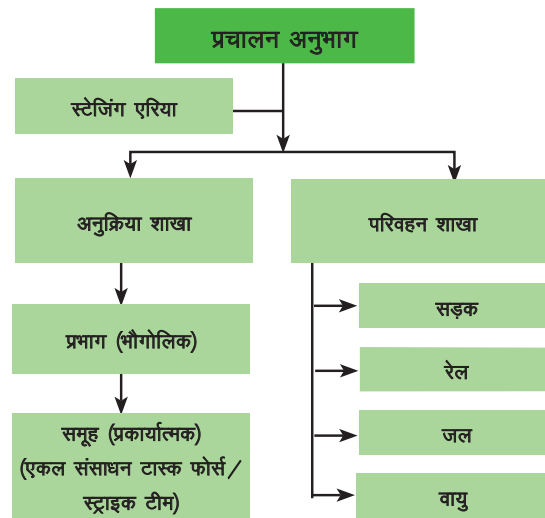 प्रचालन अनुभाग
स्टेजिंग एरिया
अनुक्रिया शाखा
परिवहन शाखा
प्रभाग (भौगोलिक)
समूह (प्रकार्यात्मक)
(एकल संसाधन टास्क फोर्स/
स्ट्राइक टीम)
सड़क
रेल
जल
वायु